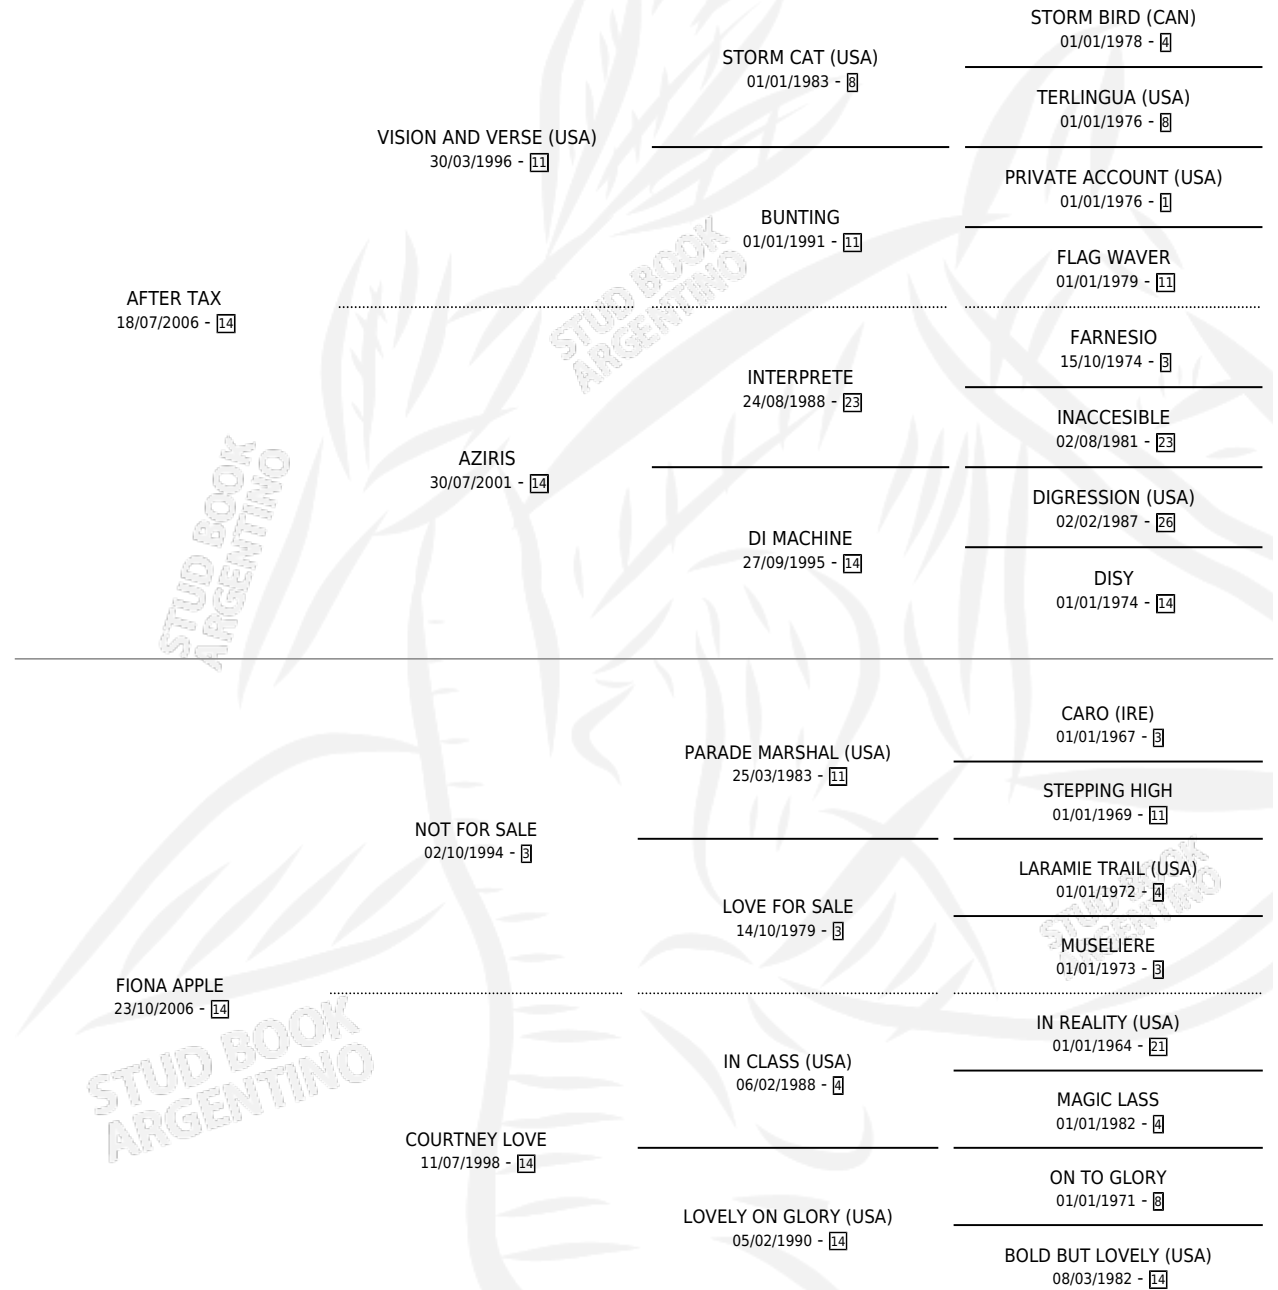 STORM BIRD (CAN)
01/01/1978 - 4
STORM CAT (USA)
01/01/1983 - 8
TERLINGUA (USA)
01/01/1976 - 8
VISION AND VERSE (USA)
30/03/1996 - 11
PRIVATE ACCOUNT (USA)
01/01/1976 - 1
BUNTING
01/01/1991 - 11
FLAG WAVER
01/01/1979 - 11
AFTER TAX
18/07/2006 - 14
FARNESIO
15/10/1974 - 3
INTERPRETE
24/08/1988 - 23
INACCESIBLE
02/08/1981 - 23
AZIRIS
30/07/2001 - 14
DIGRESSION (USA)
02/02/1987 - 26
DI MACHINE
27/09/1995 - 14
DISY
01/01/1974 - 14
CARO (IRE)
01/01/1967 - 3
PARADE MARSHAL (USA)
25/03/1983 - 11
STEPPING HIGH
01/01/1969 - 11
NOT FOR SALE
02/10/1994 - 3
LARAMIE TRAIL (USA)
01/01/1972 - 4
LOVE FOR SALE
14/10/1979 - 3
MUSELIERE
01/01/1973 - 3
FIONA APPLE
23/10/2006 - 14
IN REALITY (USA)
01/01/1964 - 21
IN CLASS (USA)
06/02/1988 - 4
MAGIC LASS
01/01/1982 - 4
COURTNEY LOVE
11/07/1998 - 14
ON TO GLORY
01/01/1971 - 8
LOVELY ON GLORY (USA)
05/02/1990 - 14
BOLD BUT LOVELY (USA)
08/03/1982 - 14
STUD BOOK
ARGENTINO
STUD BOOK
ARGENTINO
STUD BOOK
ARGENTINO
STUD BOOK
ARGENTINO